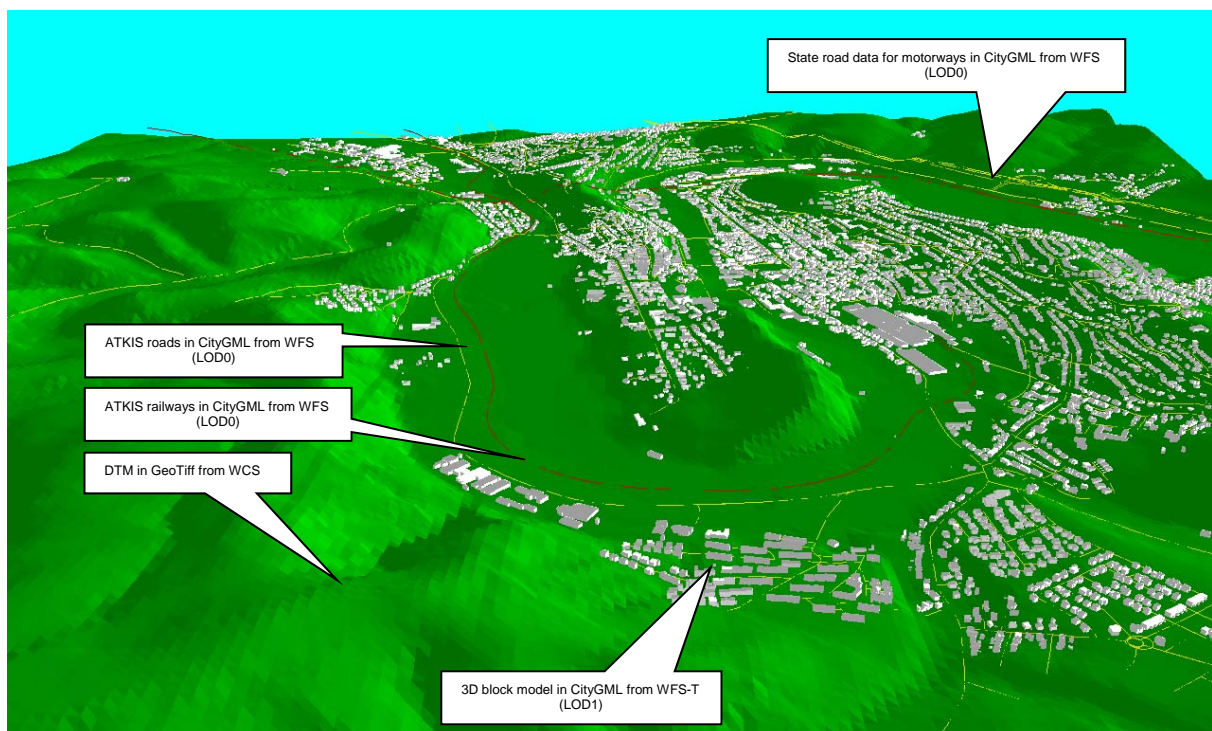 State road data for motorways in CityGML from WFS
(LOD0)
ATKIS roads in CityGML from WFS
(LOD0)
ATKIS railways in CityGML from WFS
(LOD0)
DTM in GeoTiff from WCS
3D block model in CityGML from WFS-T
(LOD1)